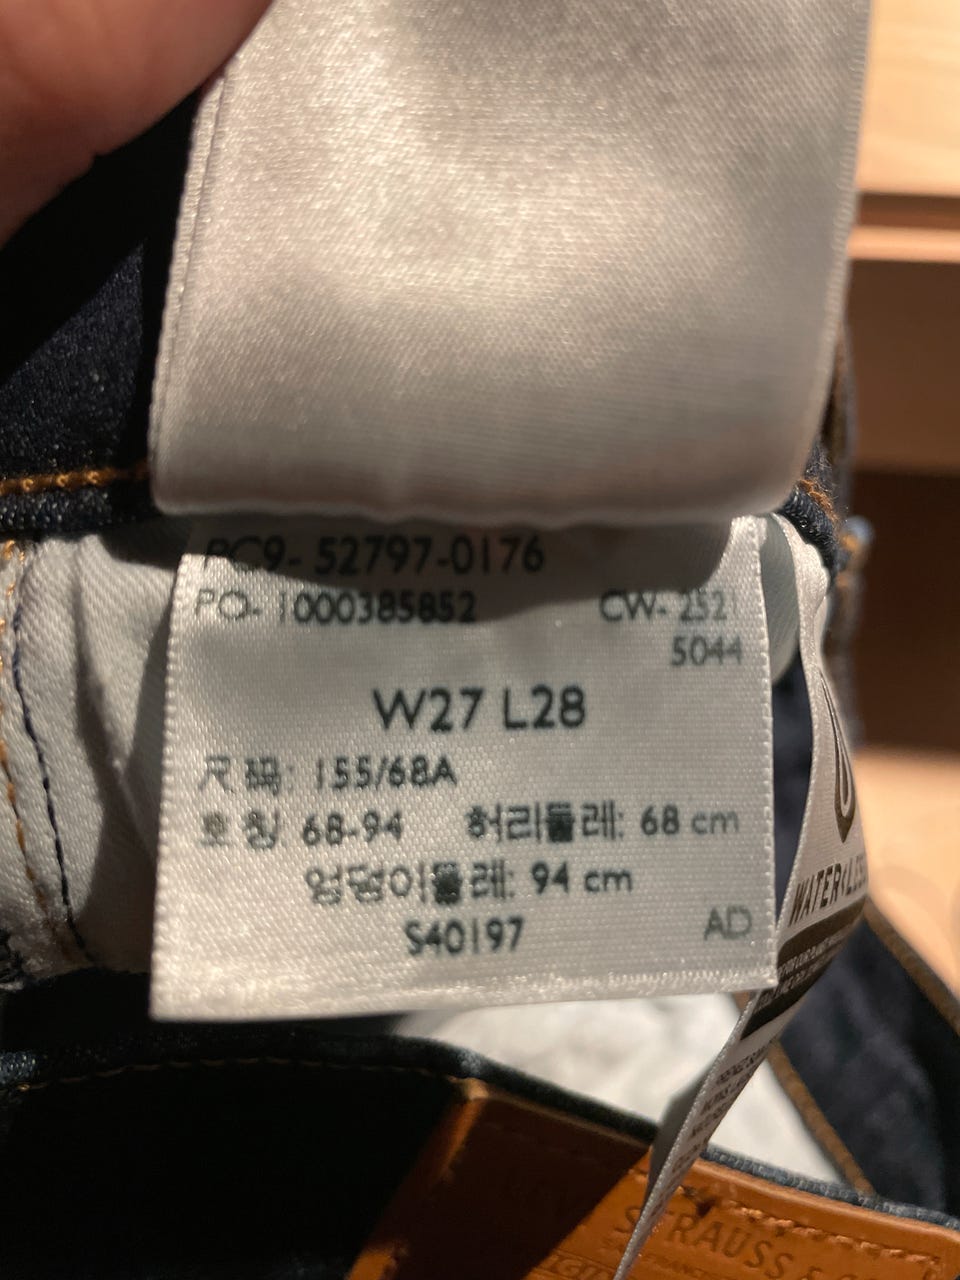 PC9- 52797-0176
PO- 1000385852 CW- 2521
5044
W27 L28
尺码: 155/68A
호칭 68-94 허리둘레: 68 cm
엉덩이둘레: 94 cm
S40197 AD
WATER<LESS
STRAUSS &